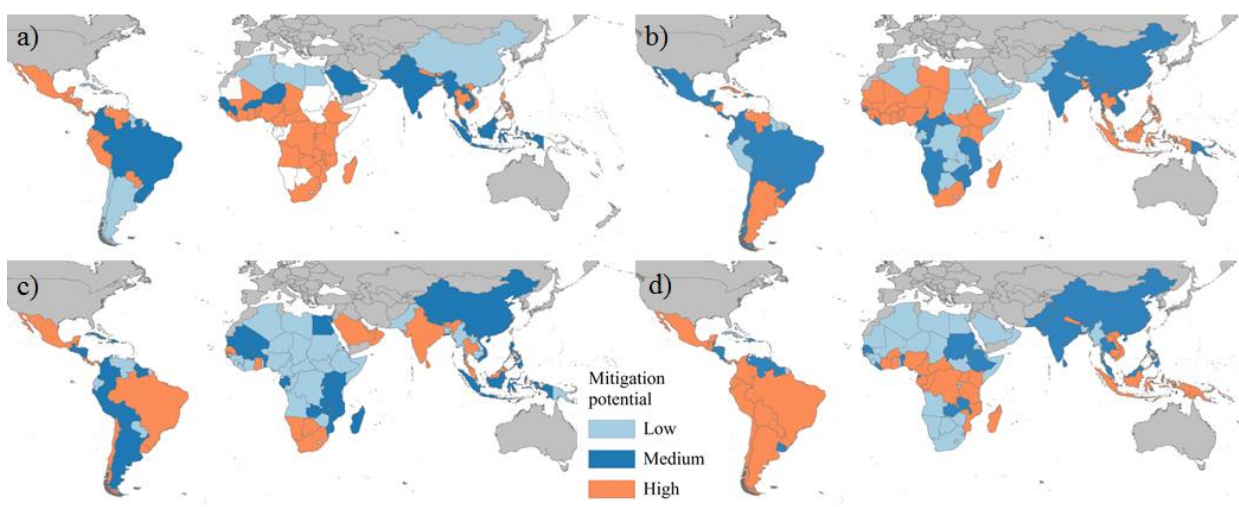 a)
b)
c)
d)
Mitigation
potential
Low
Medium
High